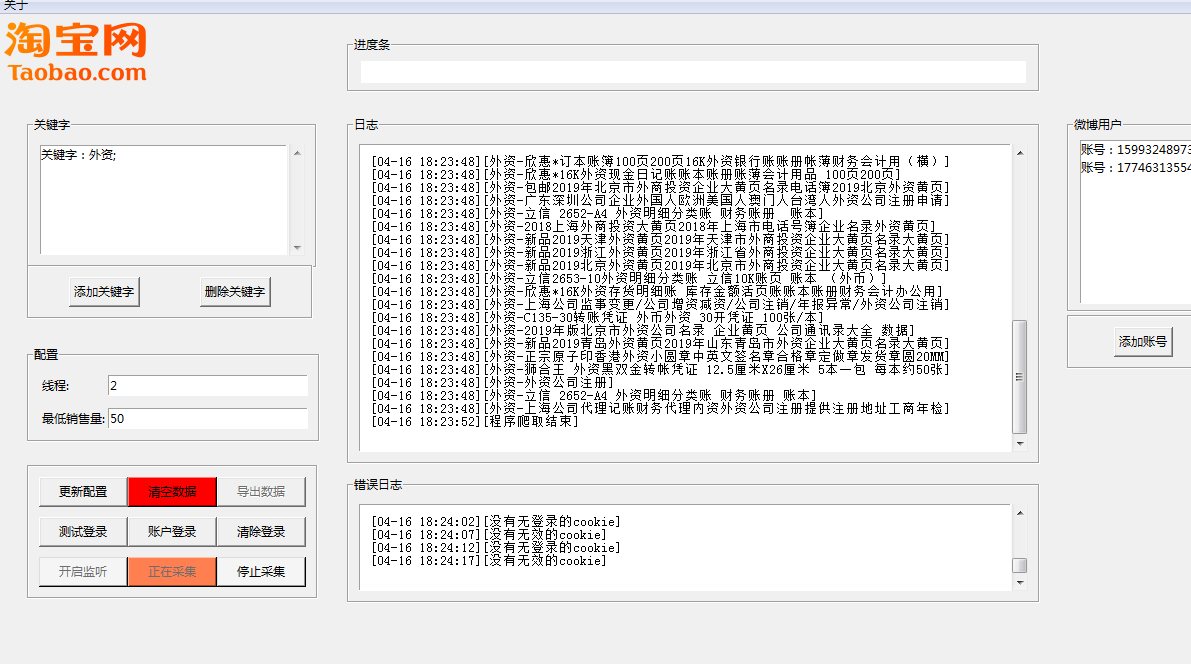 关于
淘宝网
Taobao.com
进度条
关键字
关键字：外资;
添加关键字
删除关键字
配置
线程:
2
最低销售量:
50
更新配置
清空数据
导出数据
测试登录
账户登录
清除登录
开启监听
正在采集
停止采集
日志
[04-16 18:23:48][外资-欣惠*订本账簿100页200页16K外资银行账账册帐薄财务会计用（横）]
[04-16 18:23:48][外资-欣惠*16K外资现金日记账账本账册账簿会计用品 100页200页]
[04-16 18:23:48][外资-包邮2019年北京市外商投资企业大黄页名录电话簿2019北京外资黄页]
[04-16 18:23:48][外资-广东深圳公司企业外国人欧洲美国人澳门人台湾人外资公司注册申请]
[04-16 18:23:48][外资-立信 2652-A4 外资明细分类账 财务账册  账本]
[04-16 18:23:48][外资-2018上海外商投资大黄页2018年上海市电话号簿企业名录外资黄页]
[04-16 18:23:48][外资-新品2019天津外资黄页2019年天津市外商投资企业大黄页名录大黄页]
[04-16 18:23:48][外资-新品2019浙江外资黄页2019年浙江省外商投资企业大黄页名录大黄页]
[04-16 18:23:48][外资-新品2019北京外资黄页2019年北京市外商投资企业大黄页名录大黄页]
[04-16 18:23:48][外资-立信2653-10外资明细分类账 立信10K账页 账本 （外币）]
[04-16 18:23:48][外资-欣惠*16K外资存货明细账 库存金额活页账账本账册财务会计办公用]
[04-16 18:23:48][外资-上海公司监事变更/公司增资减资/公司注销/年报异常/外资公司注销]
[04-16 18:23:48][外资-C135-30转账凭证 外币外资 30开凭证 100张/本]
[04-16 18:23:48][外资-2019年版北京市外资公司名录 企业黄页 公司通讯录大全 数据]
[04-16 18:23:48][外资-新品2019青岛外资黄页2019年山东青岛市外资企业大黄页名录大黄页]
[04-16 18:23:48][外资-正宗原子印香港外资小圆章中英文签名章合格章定做章发货章圆20MM]
[04-16 18:23:48][外资-狮合王 外资黑双金转帐凭证 12.5厘米X26厘米 5本一包 每本约50张]
[04-16 18:23:48][外资-外资公司注册]
[04-16 18:23:48][外资-立信 2652-A4 外资明细分类账 财务账册 账本]
[04-16 18:23:48][外资-上海公司代理记账财务代理内资外资公司注册提供注册地址工商年检]
[04-16 18:23:52][程序爬取结束]
错误日志
[04-16 18:24:02][没有无登录的cookie]
[04-16 18:24:07][没有无效的cookie]
[04-16 18:24:12][没有无登录的cookie]
[04-16 18:24:17][没有无效的cookie]
微博用户
账号：15993248973
账号：17746313554
添加账号